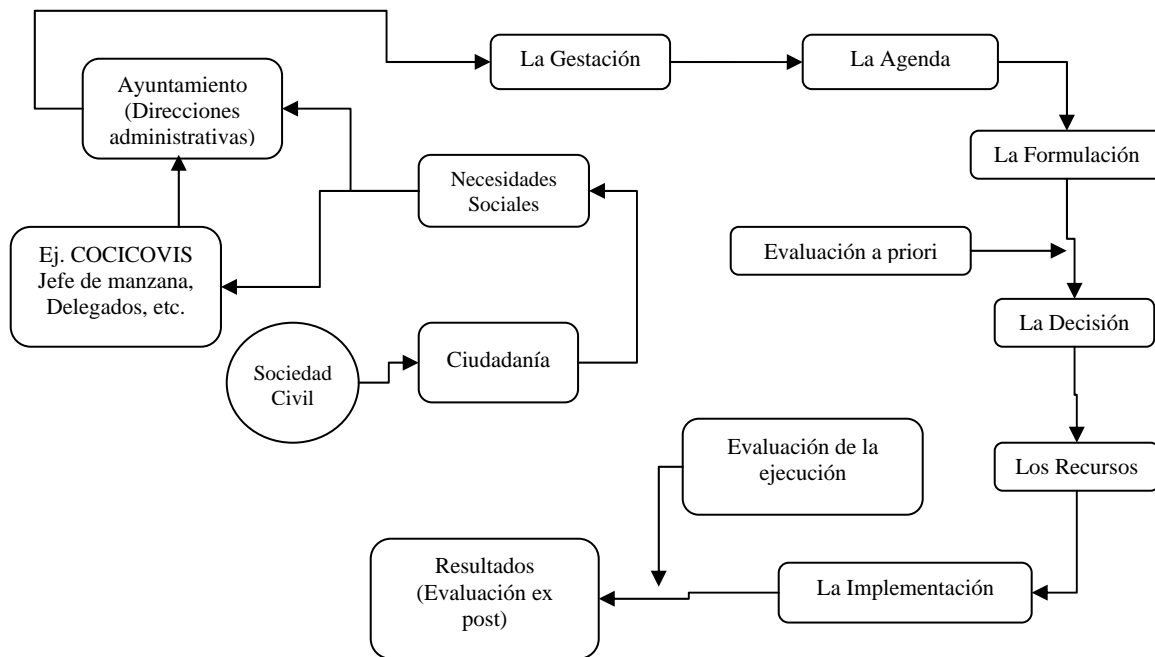 La Gestación
La Agenda
Ayuntamiento
(Direcciones
administrativas)
La Formulación
Necesidades
Sociales
Ej. COCICOVIS
Jefe de manzana,
Delegados, etc.
Evaluación a priori
La Decisión
Ciudadanía
Sociedad
Civil
Evaluación de la
ejecución
Los Recursos
Resultados
(Evaluación ex
post)
La Implementación